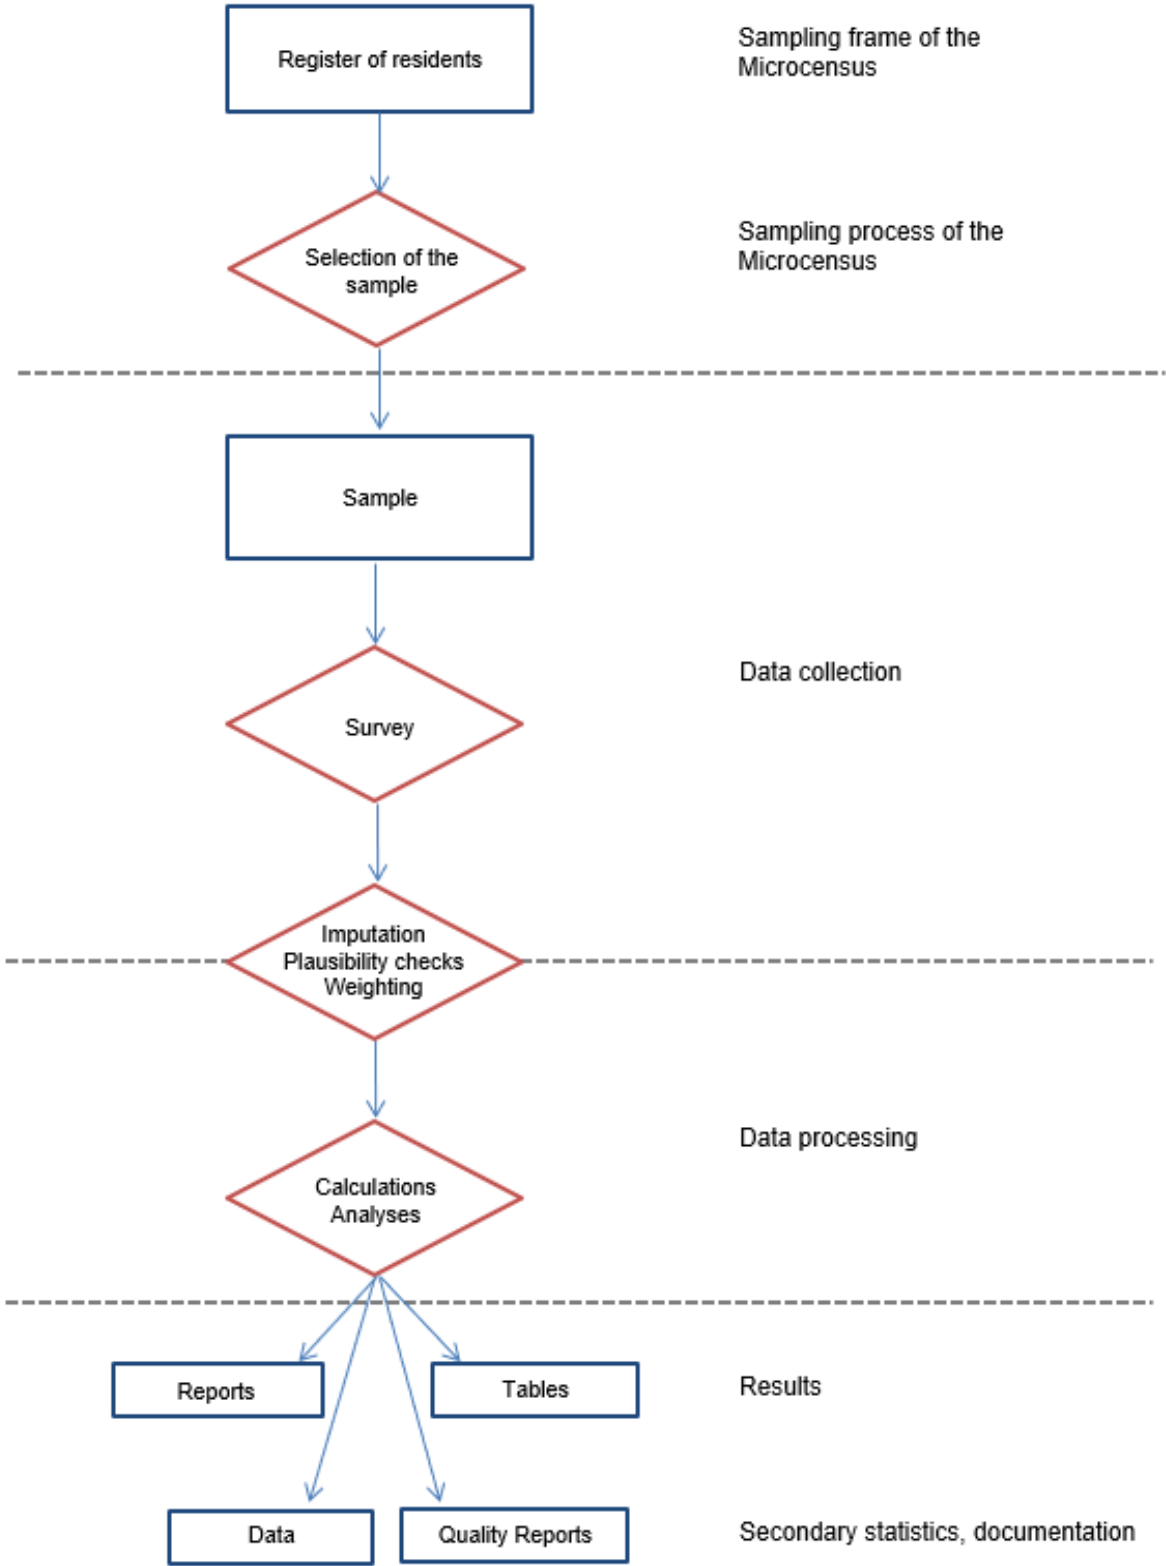 Register of residents
Sampling frame of the
Microcensus
Selection of the
sample
Sampling process of the
Microcensus
Sample
Survey
Data collection
Imputation
Plausibility checks
Weighting
Calculations
Analyses
Data processing
Reports
Tables
Results
Data
Quality Reports
Secondary statistics, documentation